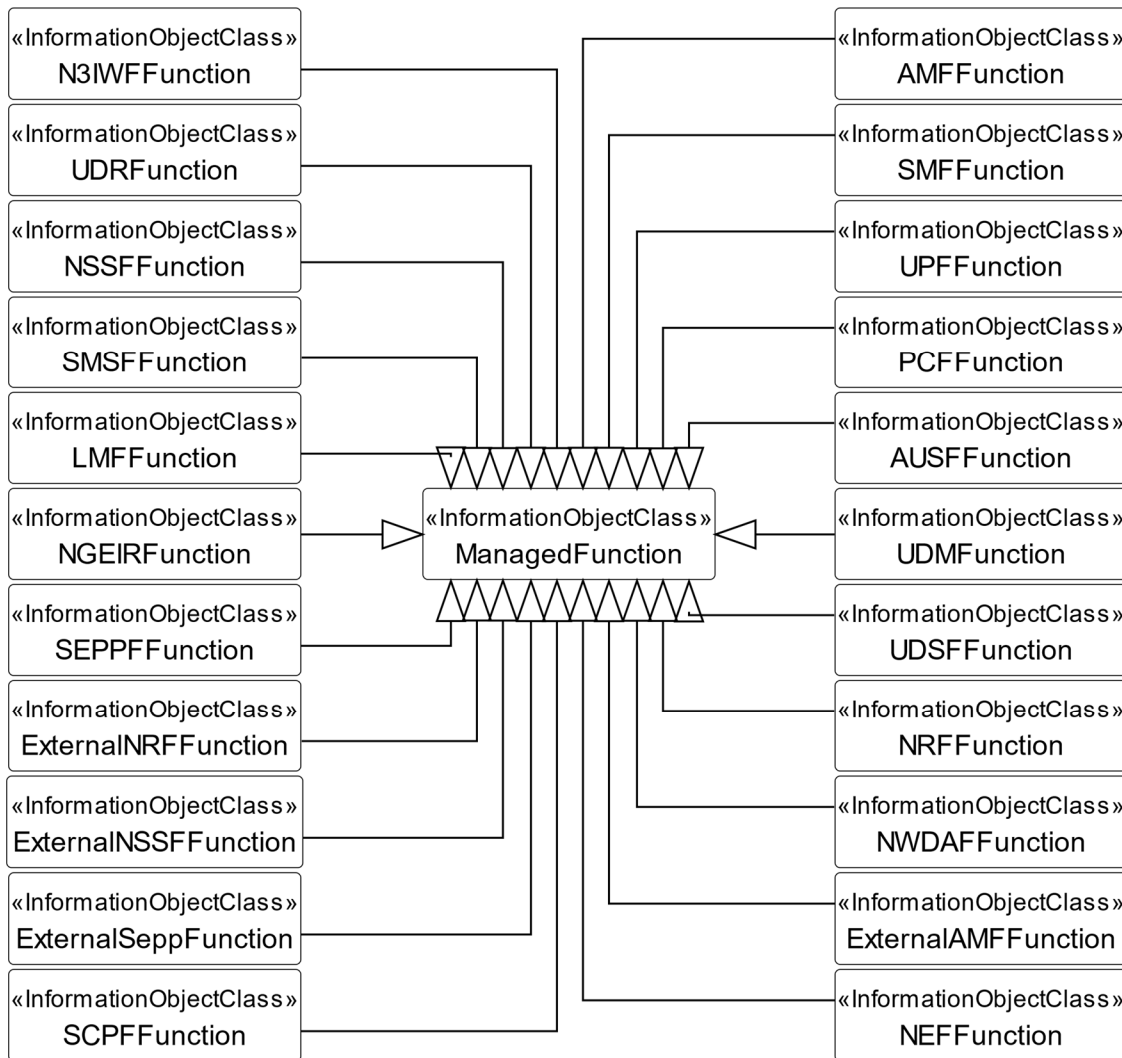 «InformationObjectClass»
N3IWFFunction
«InformationObjectClass»
UDRFunction
«InformationObjectClass»
NSSFFunction
«InformationObjectClass»
SMSFFunction
«InformationObjectClass»
LMFFunction
«InformationObjectClass»
NGEIRFunction
«InformationObjectClass»
SEPPFFunction
«InformationObjectClass»
ExternalNRFFunction
«InformationObjectClass»
ExternalNSSFFunction
«InformationObjectClass»
ExternalSeppFunction
«InformationObjectClass»
SCPFFunction
«InformationObjectClass»
ManagedFunction
«InformationObjectClass»
AMFFunction
«InformationObjectClass»
SMFFunction
«InformationObjectClass»
UPFFunction
«InformationObjectClass»
PCFFunction
«InformationObjectClass»
AUSFFunction
«InformationObjectClass»
UDMFunction
«InformationObjectClass»
UDSFFunction
«InformationObjectClass»
NRFFunction
«InformationObjectClass»
NWDAFFunction
«InformationObjectClass»
ExternalAMFFunction
«InformationObjectClass»
NEFFunction